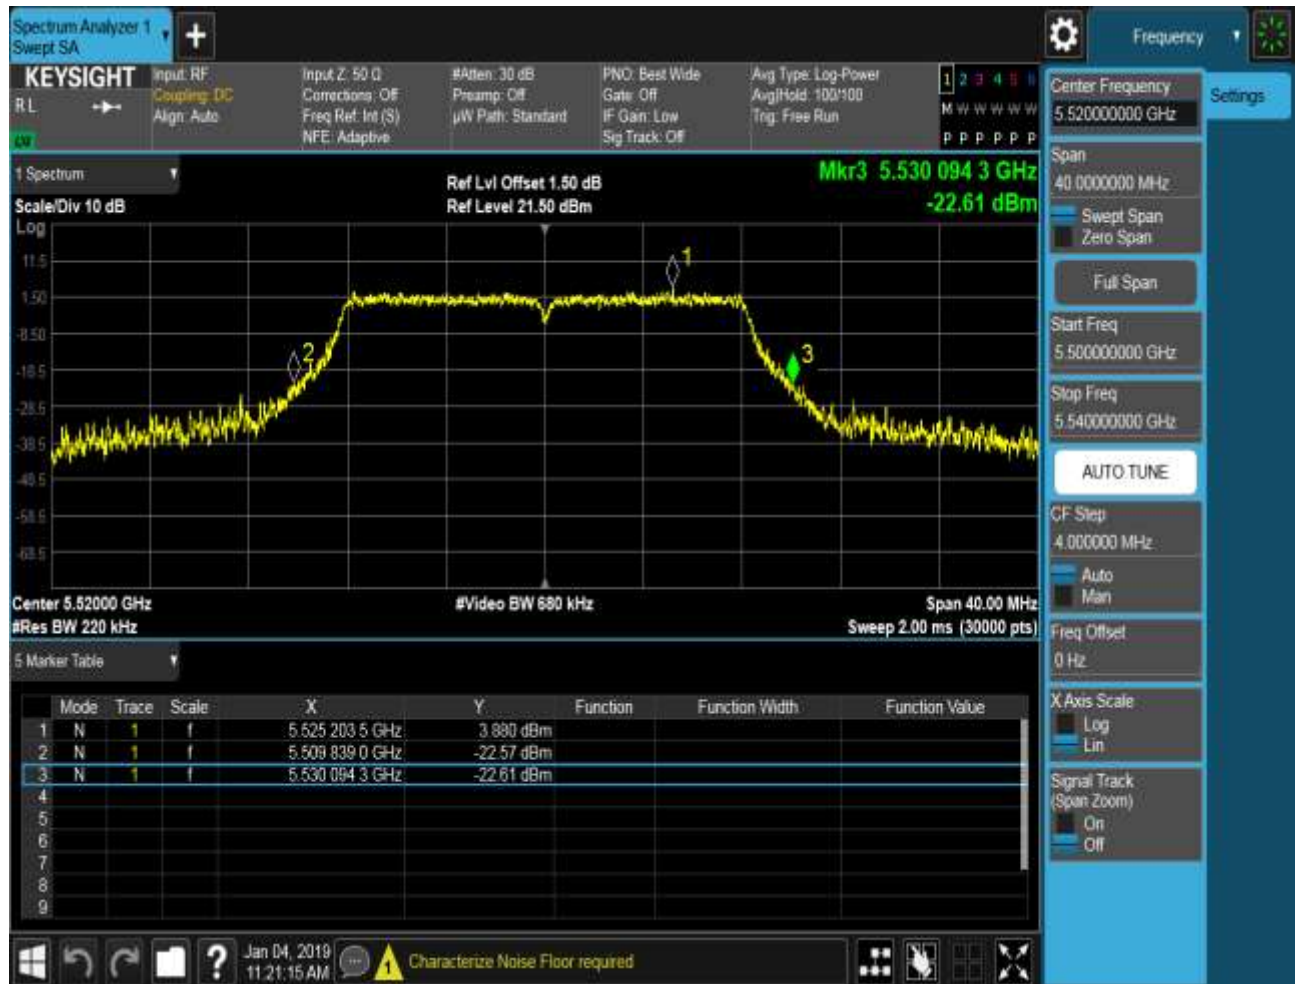 Spectrum Analyzer 1
Swept SA
+
Frequency
KEYSIGHT
RL
Input: RF
Coupling: DC
Align: Auto
Input Z: 50 Ω
Corrections: Off
Freq Ref: Int (S)
NFE: Adaptive
#Atten: 30 dB
Preamp: Off
µW Path: Standard
PNO: Best Wide
Gate: Off
IF Gain: Low
Sig Track: Off
Avg Type: Log-Power
Avg|Hold: 100/100
Trig: Free Run
1 2 3 4 5 6
M W W W W W
P P P P P P
1 Spectrum
Scale/Div 10 dB
Ref Lvl Offset 1.50 dB
Ref Level 21.50 dBm
Mkr3 5.530 094 3 GHz
-22.61 dBm
Log
11.5
1.50
-8.50
-18.5
-28.5
-38.5
-48.5
-58.5
-68.5
1
2
3
Center 5.52000 GHz
#Res BW 220 kHz
#Video BW 680 kHz
Span 40.00 MHz
Sweep 2.00 ms (30000 pts)
5 Marker Table
Mode Trace Scale X Y Function Function Width Function Value
1 N 1 f 5.525 203 5 GHz 3.880 dBm
2 N 1 f 5.509 839 0 GHz -22.57 dBm
3 N 1 f 5.530 094 3 GHz -22.61 dBm
4
5
6
7
8
9
Center Frequency
5.520000000 GHz
Settings
Span
40.0000000 MHz
Swept Span
Zero Span
Full Span
Start Freq
5.500000000 GHz
Stop Freq
5.540000000 GHz
AUTO TUNE
CF Step
4.000000 MHz
Auto
Man
Freq Offset
0 Hz
X Axis Scale
Log
Lin
Signal Track
(Span Zoom)
On
Off
?
Jan 04, 2019
11:21:15 AM
1
Characterize Noise Floor required